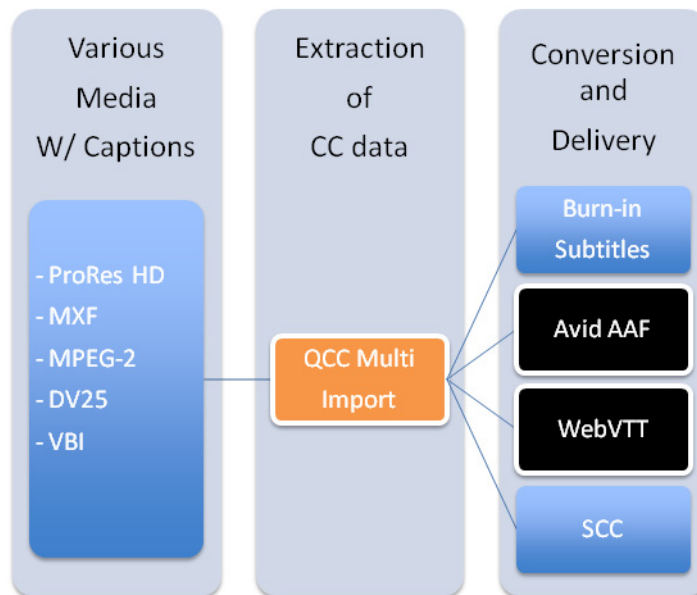 Various
Media
W/ Captions
- ProRes HD
- MXF
- MPEG-2
- DV25
- VBI
Extraction
of
CC data
QCC Multi
Import
Conversion
and
Delivery
Burn-in
Subtitles
Avid AAF
WebVTT
SCC